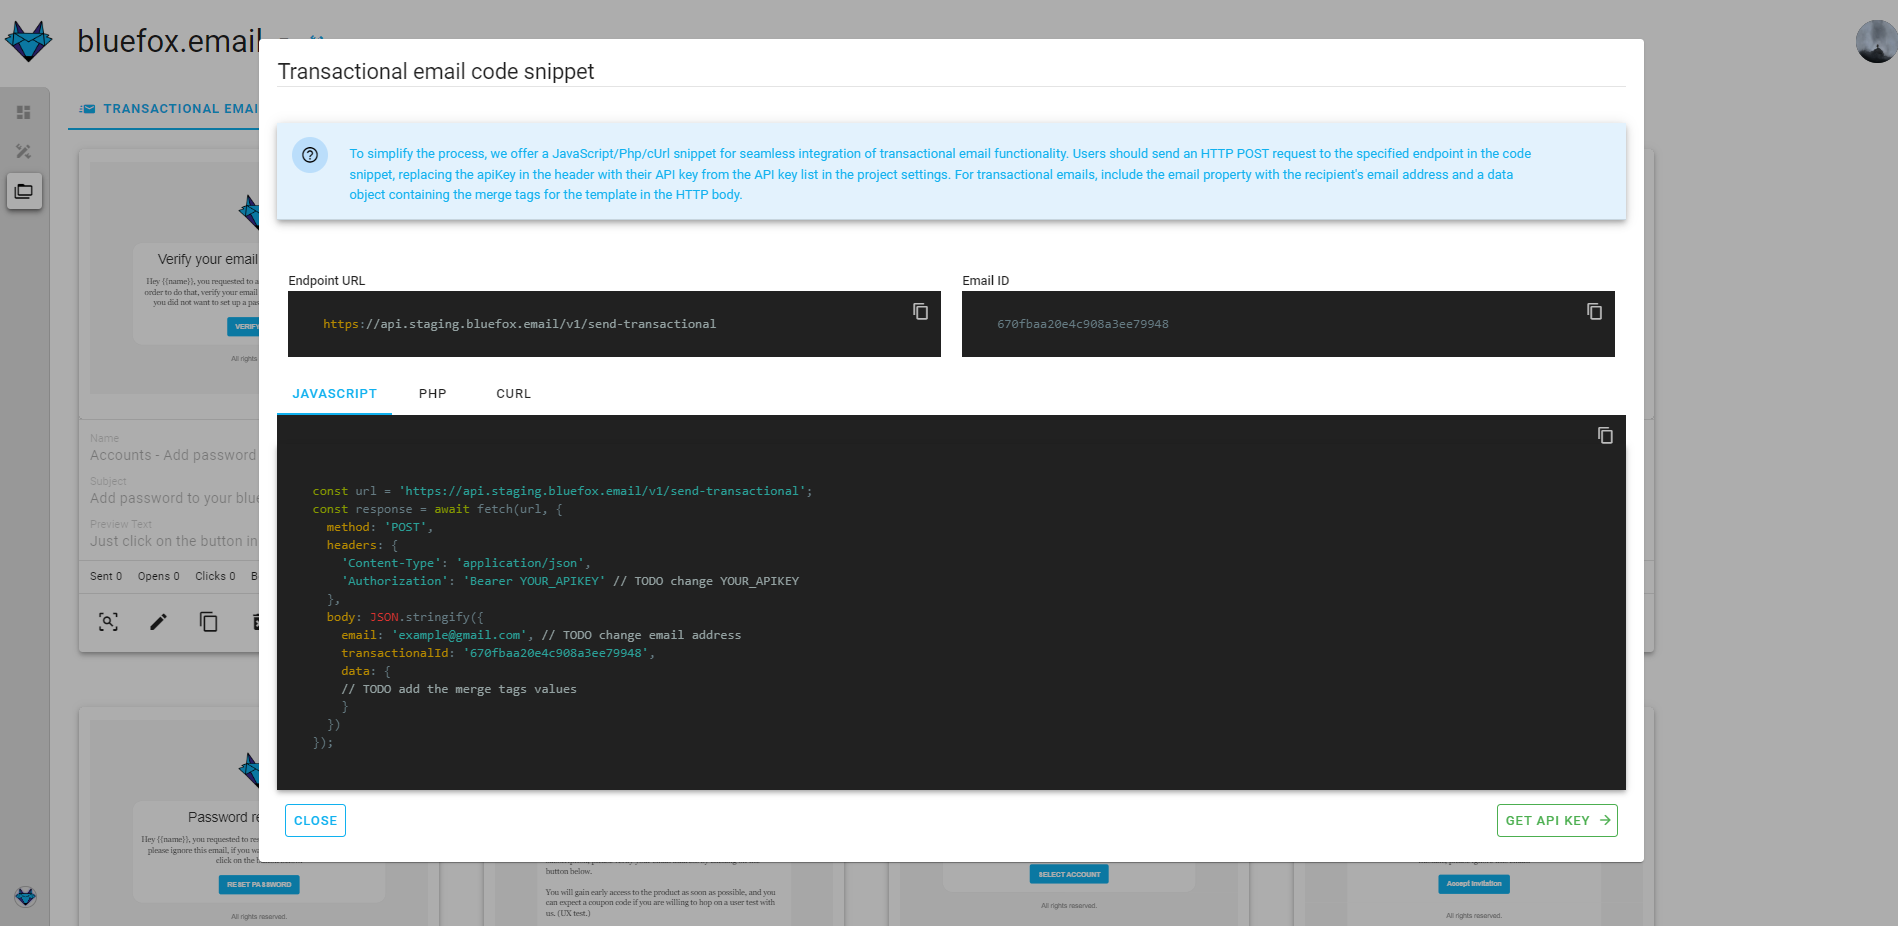 bluefox.email
TRANSACTIONAL EMAI
Verify your email
Hey {{name}}, you requested to a
order to do that, verify your email
you did not want to set up a pas
VERIFY
All rights
Name
Accounts - Add password
Subject
Add password to your blue
Preview Text
Just click on the button in
Sent 0 Opens 0 Clicks 0 B
Password re
Hey {{name}}, you requested to res
please ignore this email, if you wa
click on the
RESET PASSWORD
All rights reserved.
Transactional email code snippet
To simplify the process, we offer a JavaScript/Php/cUrl snippet for seamless integration of transactional email functionality. Users should send an HTTP POST request to the specified endpoint in the code
snippet, replacing the apiKey in the header with their API key from the API key list in the project settings. For transactional emails, include the email property with the recipient's email address and a data
object containing the merge tags for the template in the HTTP body.
Endpoint URL
https://api.staging.bluefox.email/v1/send-transactional
Email ID
670fbaa20e4c908a3ee79948
JAVASCRIPT PHP CURL
const url = 'https://api.staging.bluefox.email/v1/send-transactional';
const response = await fetch(url, {
method: 'POST',
headers: {
'Content-Type': 'application/json',
'Authorization': 'Bearer YOUR_APIKEY' // TODO change YOUR_APIKEY
},
body: JSON.stringify({
email: 'example@gmail.com', // TODO change email address
transactionalId: '670fbaa20e4c908a3ee79948',
data: {
// TODO add the merge tags values
}
})
});
CLOSE
GET API KEY
button below.
You will gain early access to the product as soon as possible, and you
can expect a coupon code if you are willing to hop on a user test with
us. (UX test.)
SELECT ACCOUNT
All rights reserved.
Accept Invitation
All rights reserved.